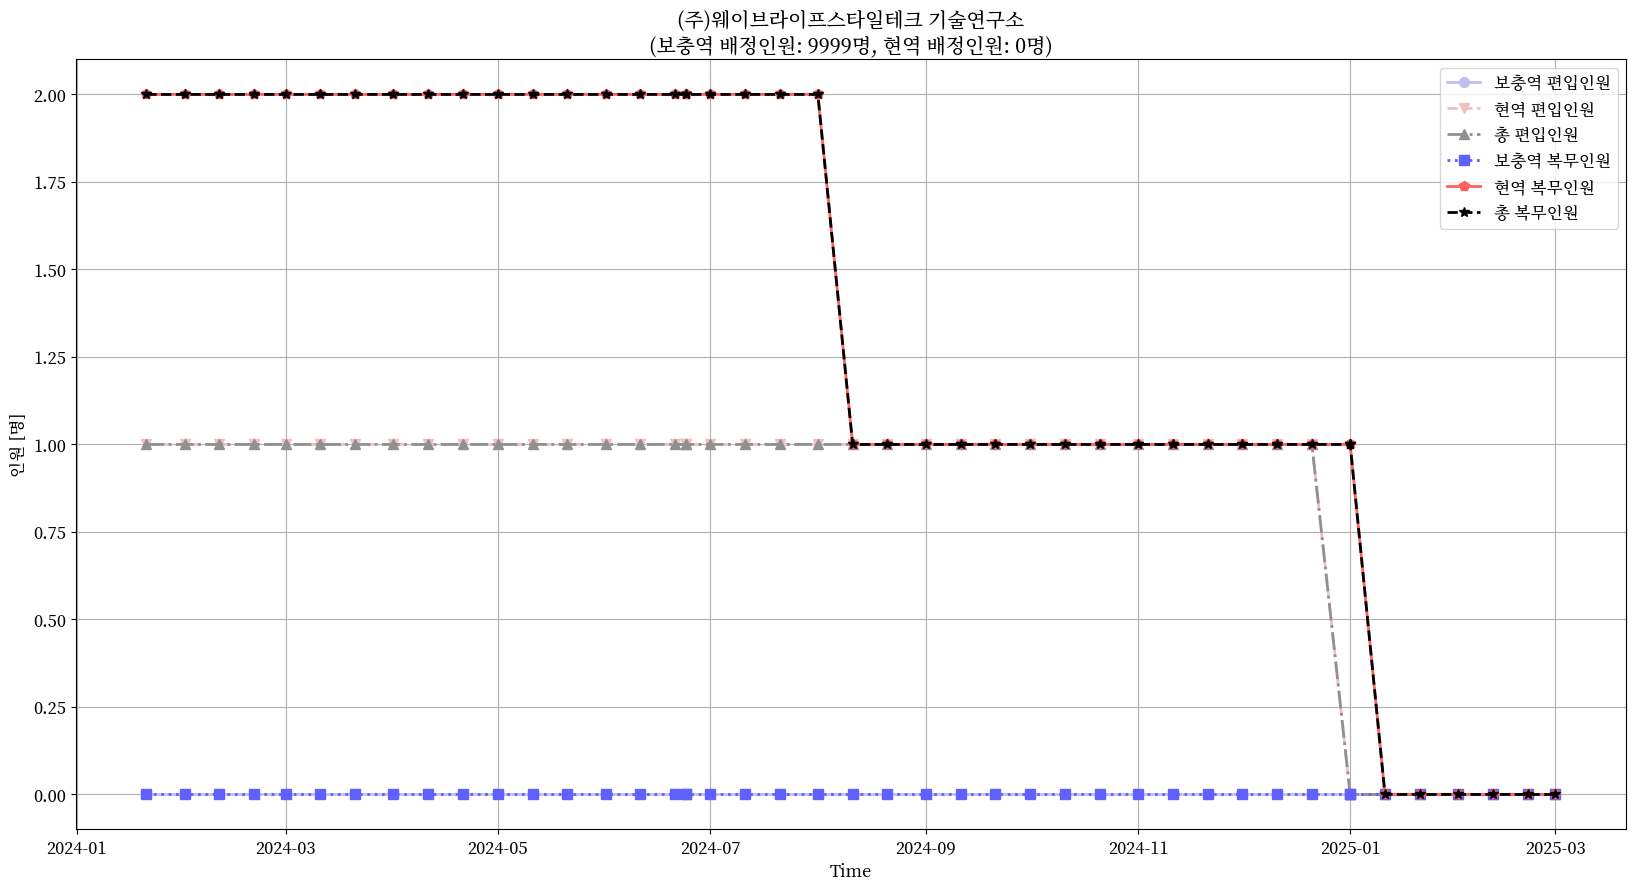 (주)웨이브라이프스타일테크 기술연구소
(보충역 배정인원: 9999명, 현역 배정인원: 0명)
보충역 편입인원
현역 편입인원
총 편입인원
보충역 복무인원
현역 복무인원
총 복무인원
2.00
1.75
1.50
1.25
1.00
0.75
0.50
0.25
0.00
인원 [명]
2024-01
2024-03
2024-05
2024-07
2024-09
2024-11
2025-01
2025-03
Time